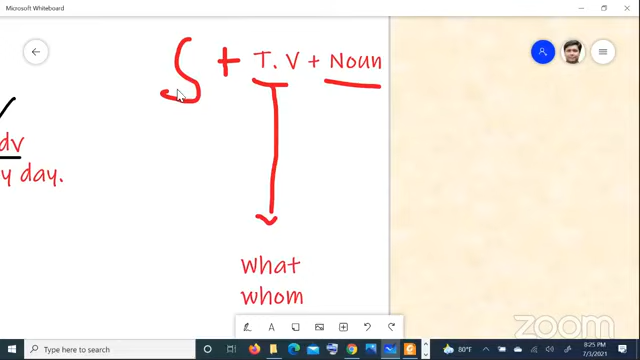 Microsoft Whiteboard
S + T. V + Noun
dv
y day.
what
whom
zoom
Type here to search
80°F
8:25 PM
7/3/2021